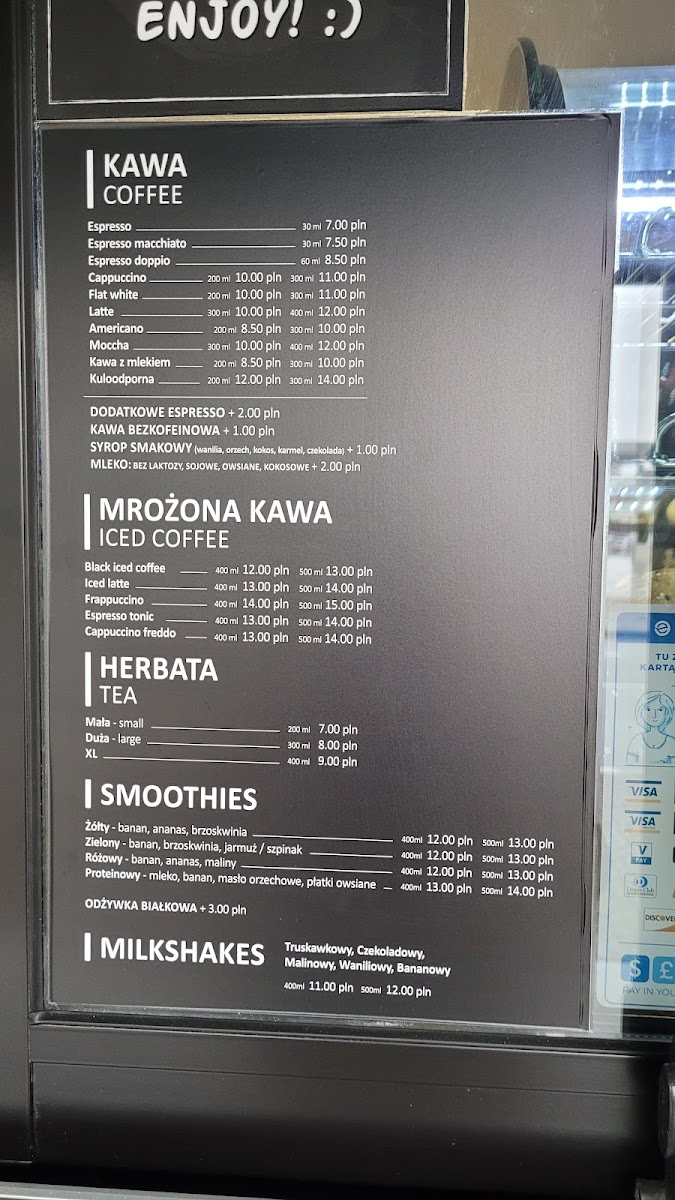 ENJOY! :)
KAWA
COFFEE
Espresso 30 ml 7.00 pln
Espresso macchiato 30 ml 7.50 pln
Espresso doppio 60 ml 8.50 pln
Cappuccino 200 ml 10.00 pln 300 ml 11.00 pln
Flat white 200 ml 10.00 pln 300 ml 11.00 pln
Latte 300 ml 10.00 pln 400 ml 12.00 pln
Americano 200 ml 8.50 pln 300 ml 10.00 pln
Moccha 300 ml 10.00 pln 400 ml 12.00 pln
Kawa z mlekiem 200 ml 8.50 pln 300 ml 10.00 pln
Kuloodporna 200 ml 12.00 pln 300 ml 14.00 pln
DODATKOWE ESPRESSO + 2.00 pln
KAWA BEZKOFEINOWA + 1.00 pln
SYROP SMAKOWY (wanilia, orzech, kokos, karmel, czekolada) + 1.00 pln
MLEKO: BEZ LAKTOZY, SOJOWE, OWSIANE, KOKOSOWE + 2.00 pln
MROŻONA KAWA
ICED COFFEE
Black iced coffee 400 ml 12.00 pln 500 ml 13.00 pln
Iced latte 400 ml 13.00 pln 500 ml 14.00 pln
Frappuccino 400 ml 14.00 pln 500 ml 15.00 pln
Espresso tonic 400 ml 13.00 pln 500 ml 14.00 pln
Cappuccino freddo 400 ml 13.00 pln 500 ml 14.00 pln
HERBATA
TEA
Mała - small 200 ml 7.00 pln
Duża - large 300 ml 8.00 pln
XL 400 ml 9.00 pln
SMOOTHIES
Żółty - banan, ananas, brzoskwinia 400ml 12.00 pln 500ml 13.00 pln
Zielony - banan, brzoskwinia, jarmuż / szpinak 400ml 12.00 pln 500ml 13.00 pln
Różowy - banan, ananas, maliny 400ml 12.00 pln 500ml 13.00 pln
Proteinowy - mleko, banan, masło orzechowe, płatki owsiane 400ml 13.00 pln 500ml 14.00 pln
ODŻYWKA BIAŁKOWA + 3.00 pln
MILKSHAKES
Truskawkowy, Czekoladowy,
Malinowy, Waniliowy, Bananowy
400ml 11.00 pln 500ml 12.00 pln
TU
KARTĄ
VISA
VISA
V PAY
Diners Club
DISCOVER
$ £
PAY IN YOU